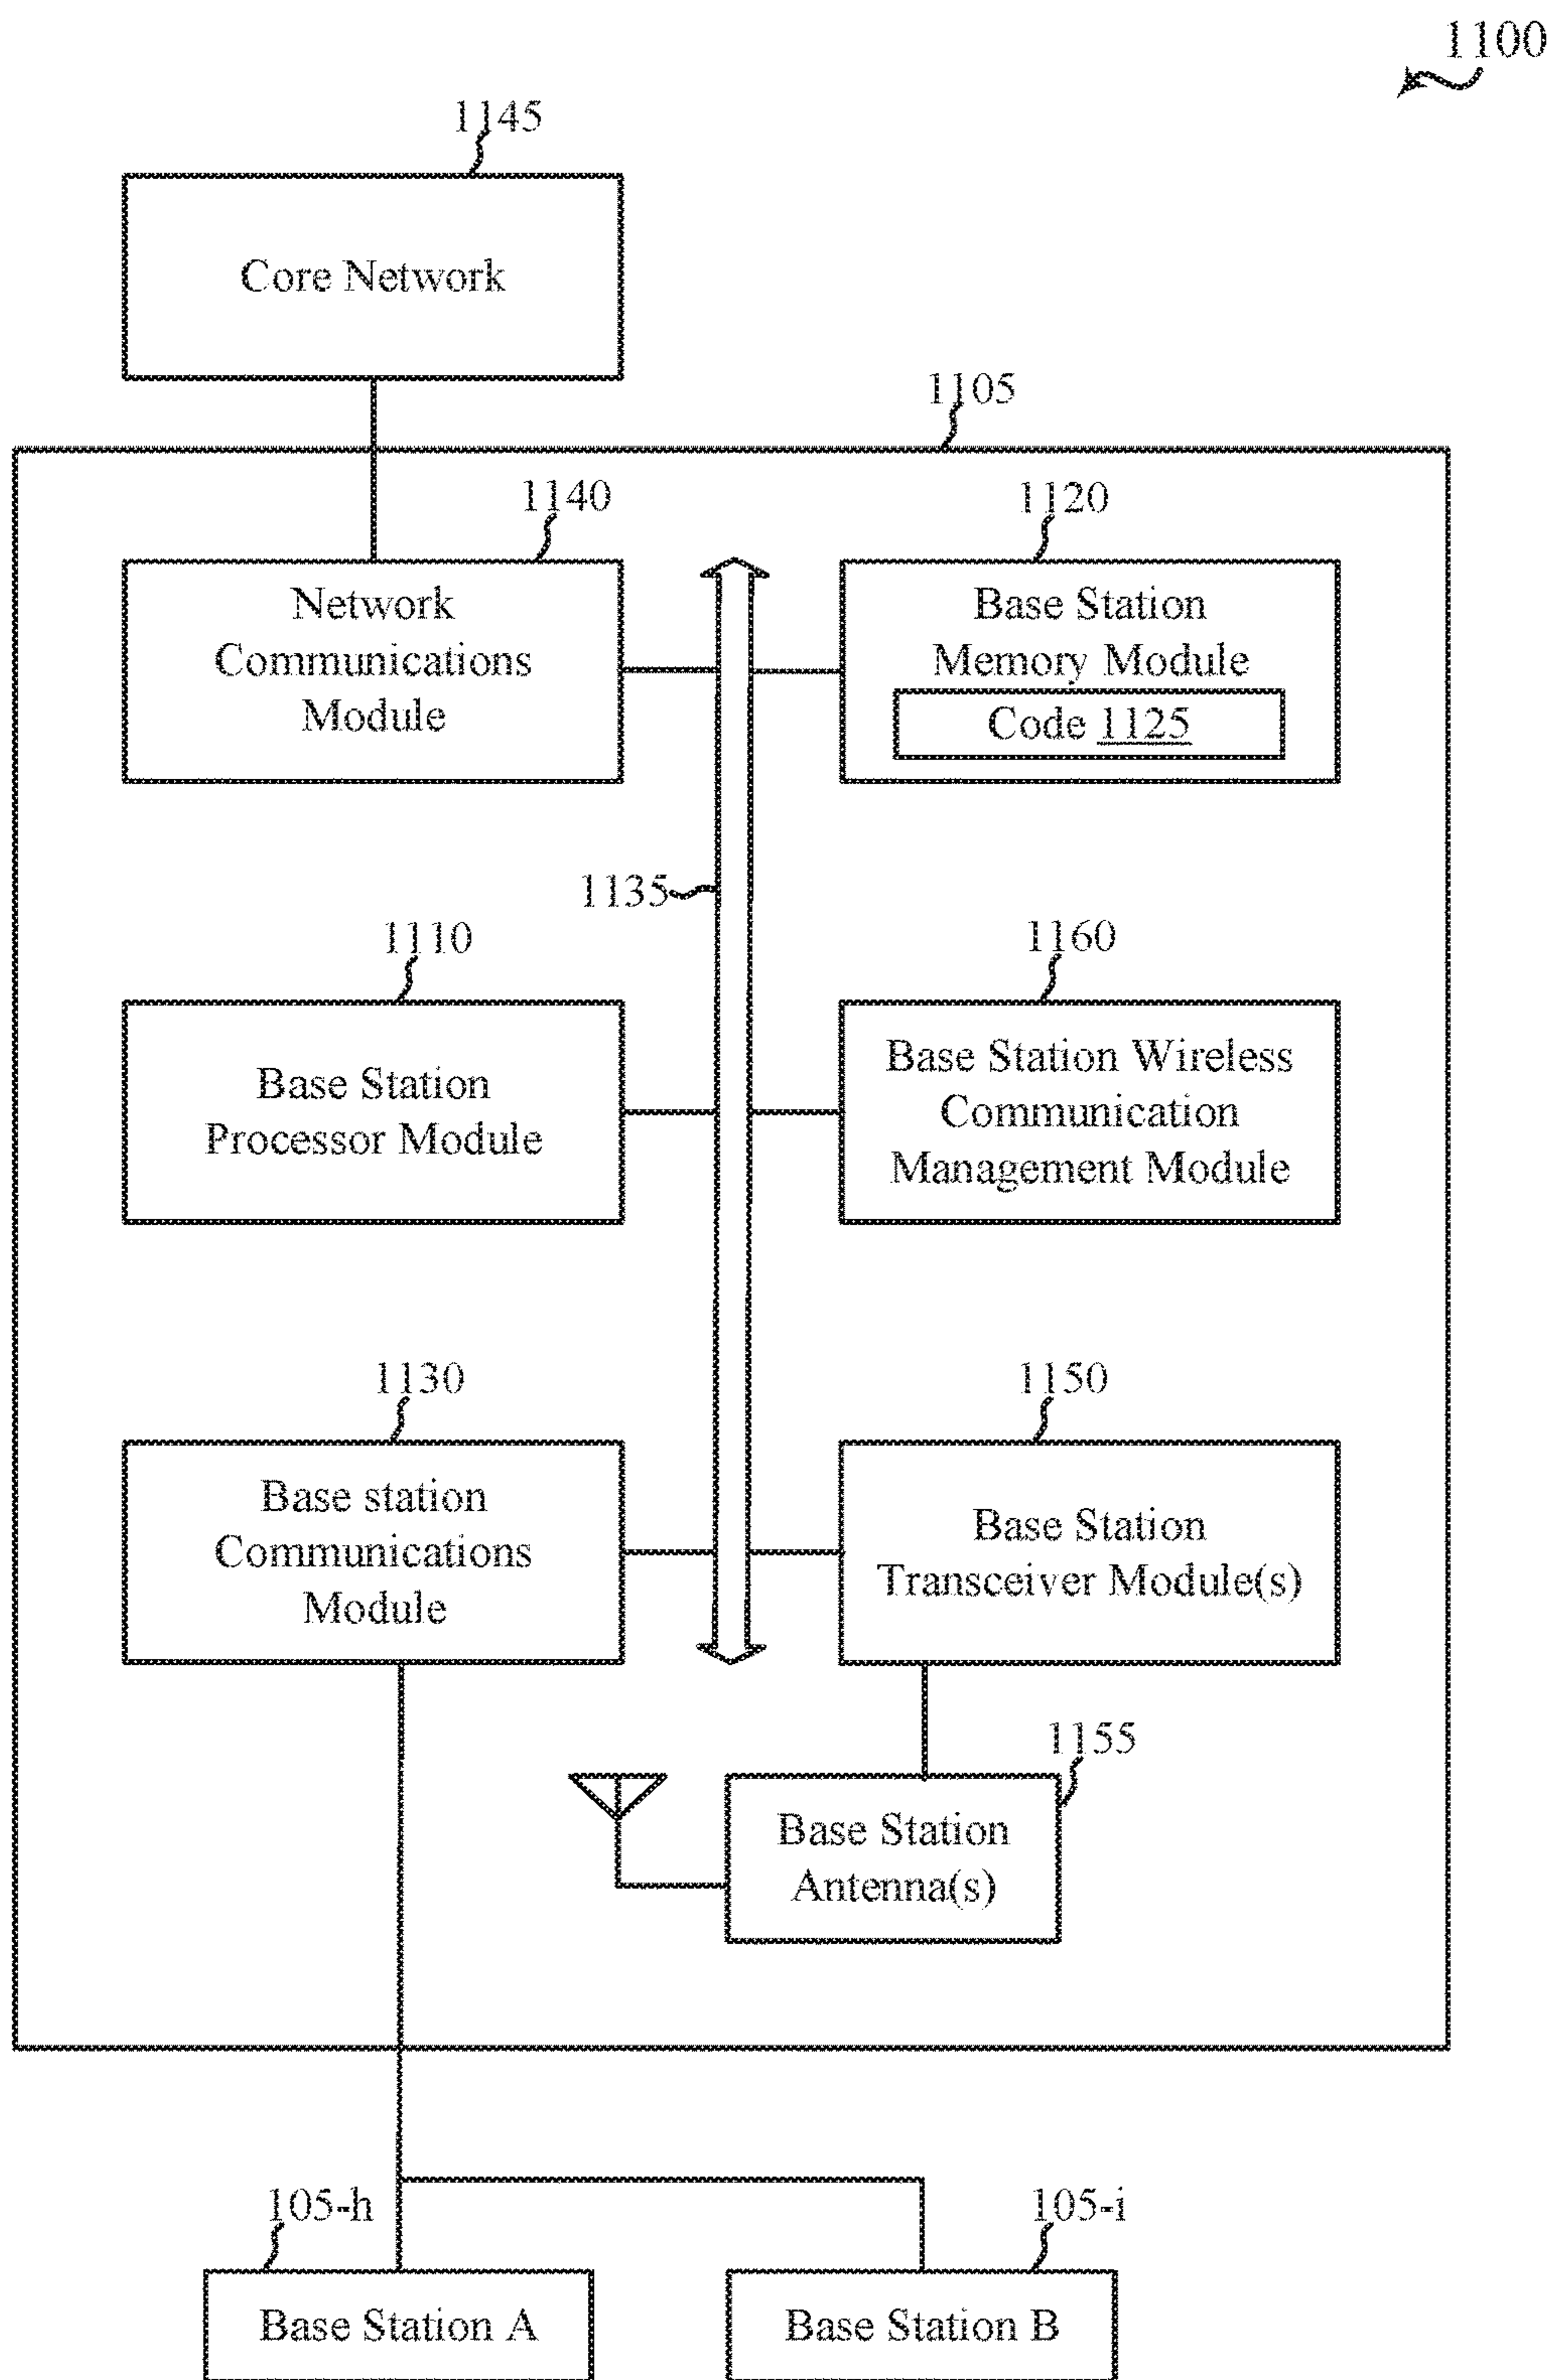 1100
1145
Core Network
1105
1140
Network
Communications
Module
1120
Base Station
Memory Module
Code 1125
1135
1110
Base Station
Processor Module
1160
Base Station Wireless
Communication
Management Module
1130
Base station
Communications
Module
1150
Base Station
Transceiver Module(s)
1155
Base Station
Antenna(s)
105-h
Base Station A
105-i
Base Station B